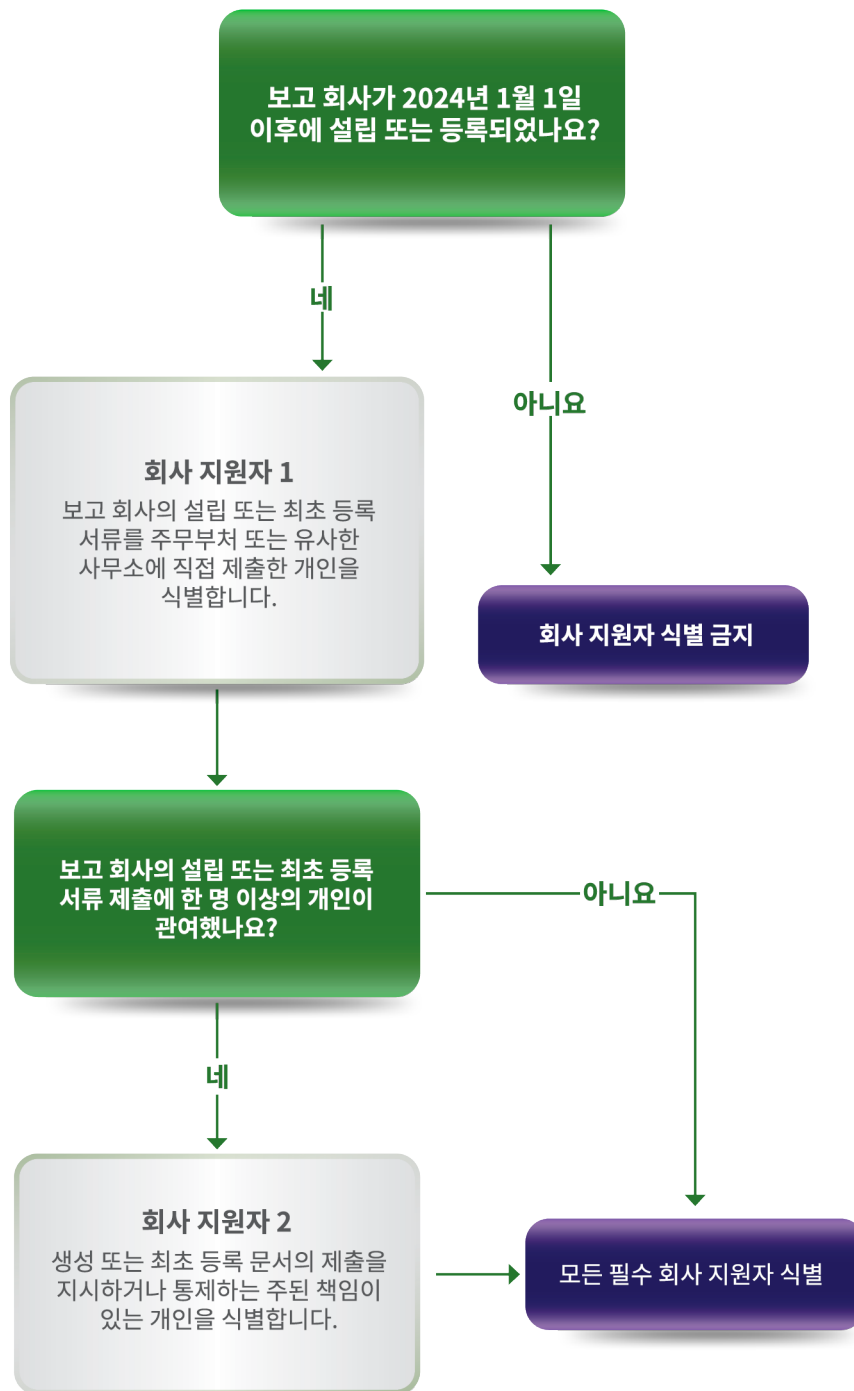 보고 회사가 2024년 1월 1일
이후에 설립 또는 등록되었나요?
네
아니요
회사 지원자 1
보고 회사의 설립 또는 최초 등록
서류를 주무부처 또는 유사한
사무소에 직접 제출한 개인을
식별합니다.
회사 지원자 식별 금지
보고 회사의 설립 또는 최초 등록
서류 제출에 한 명 이상의 개인이
관여했나요?
아니요
네
회사 지원자 2
생성 또는 최초 등록 문서의 제출을
지시하거나 통제하는 주된 책임이
있는 개인을 식별합니다.
모든 필수 회사 지원자 식별